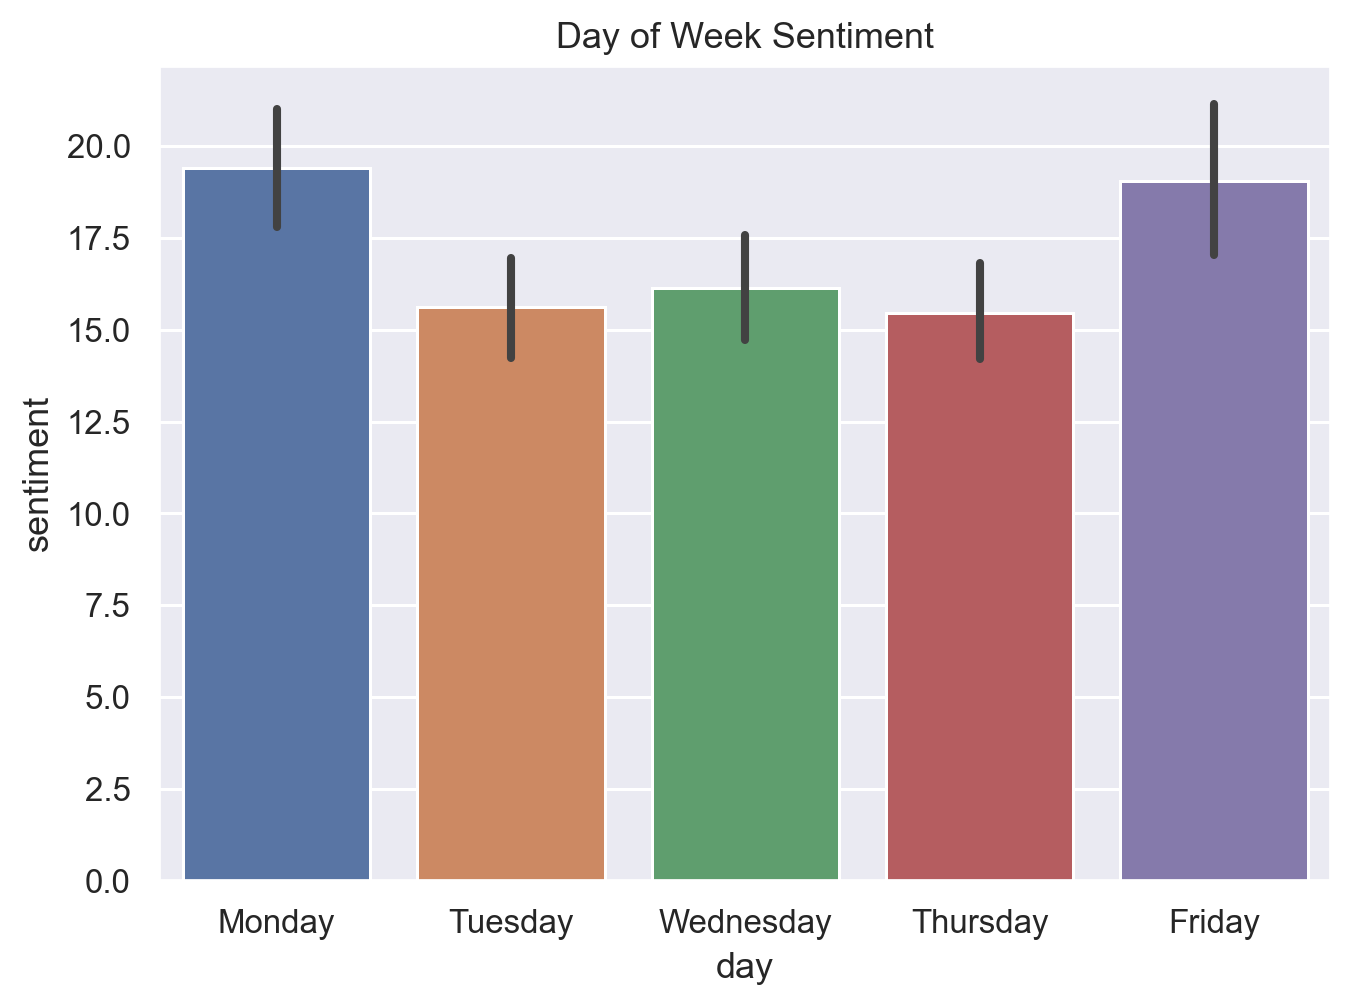 Day of Week Sentiment
20.0
17.5
15.0
12.5
10.0
7.5
5.0
2.5
0.0
sentiment
Monday Tuesday Wednesday Thursday Friday
day